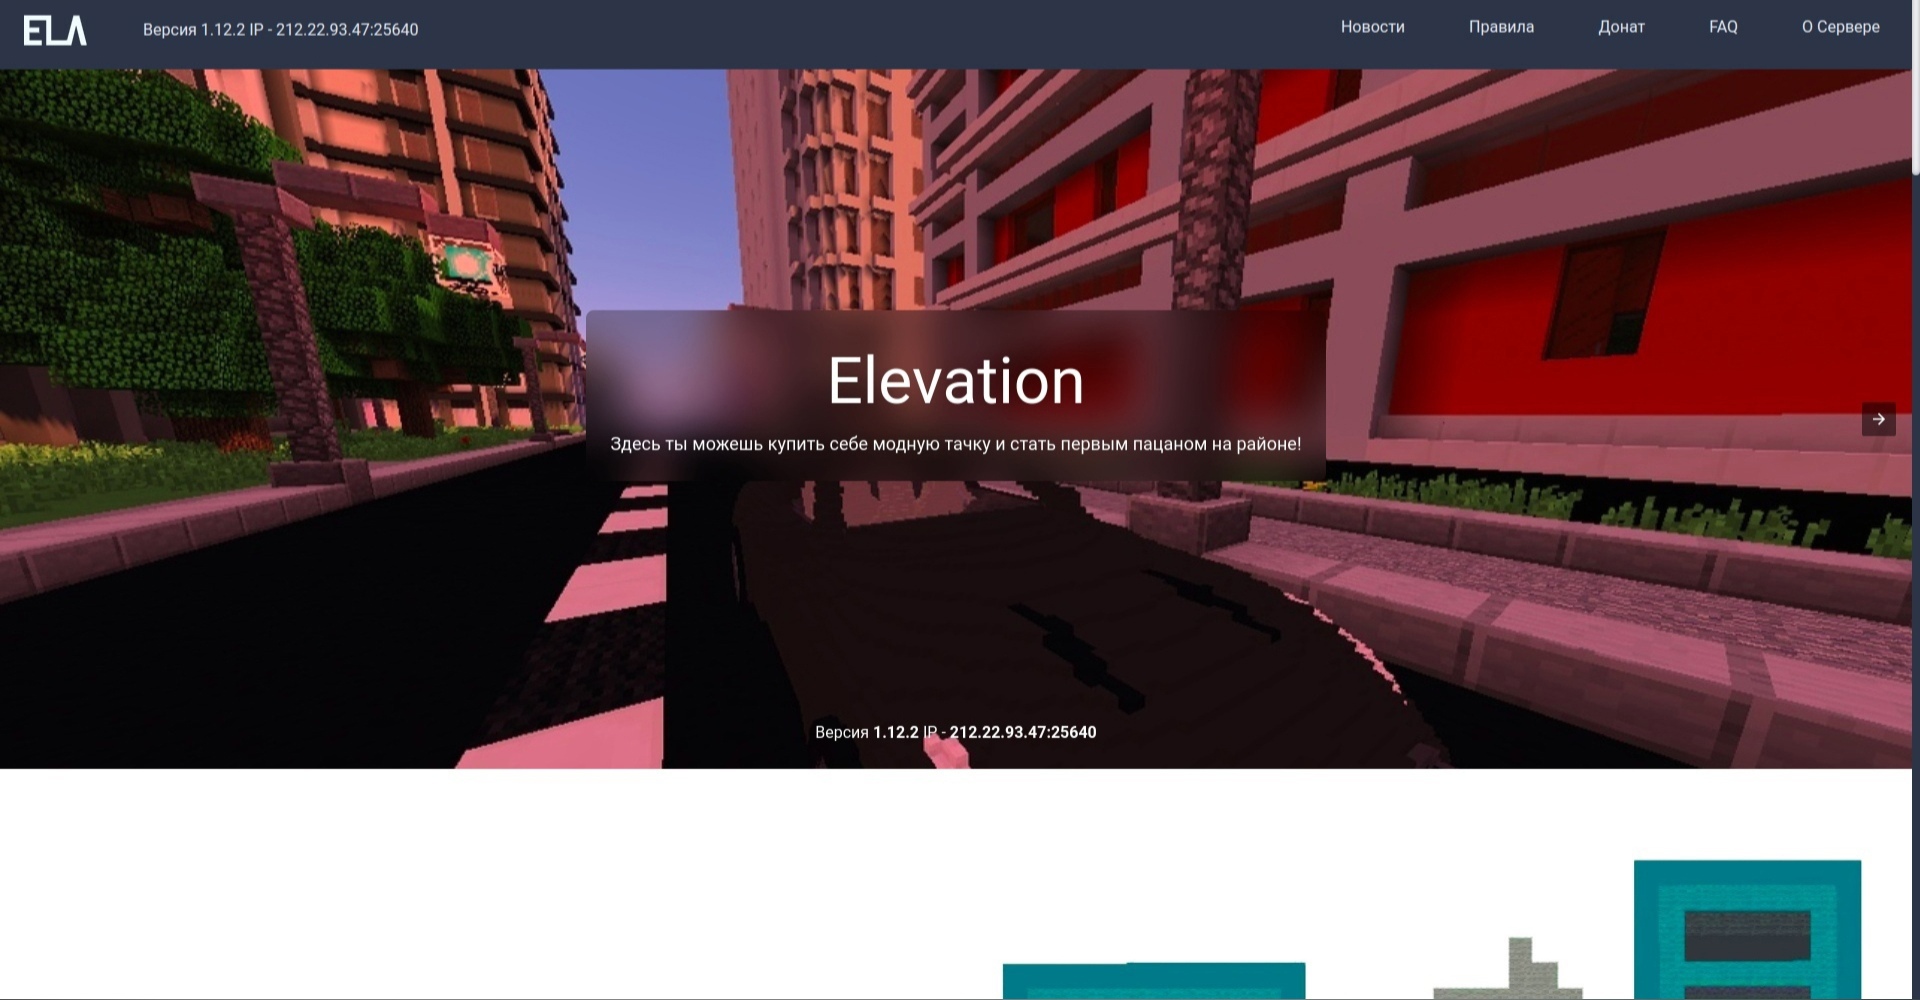 ELA
Версия 1.12.2 IP - 212.22.93.47:25640
Новости
Правила
Донат
FAQ
О Сервере
Elevation
Здесь ты можешь купить себе модную тачку и стать первым пацаном на районе!
Версия 1.12.2 IP - 212.22.93.47:25640